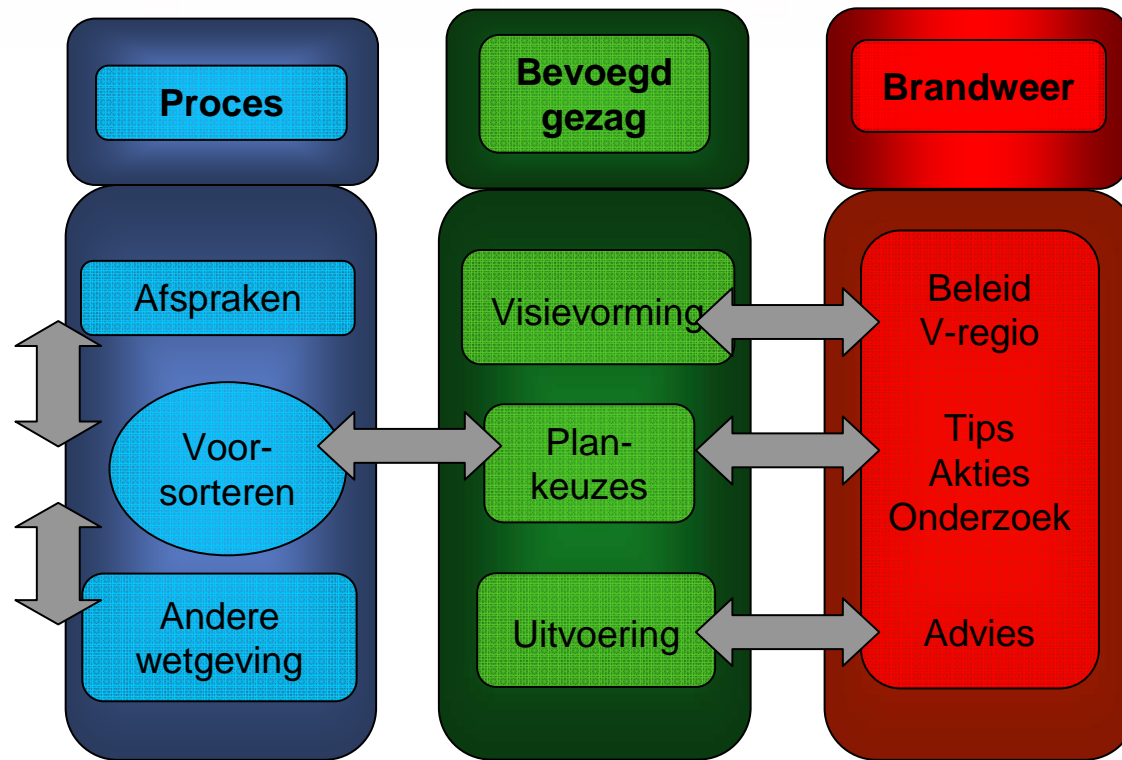 Proces
Afspraken
Voor-
sorteren
Andere
wetgeving
Bevoegd
gezag
Visievorming
Plan-
keuzes
Uitvoering
Brandweer
Beleid
V-regio
Tips
Akties
Onderzoek
Advies